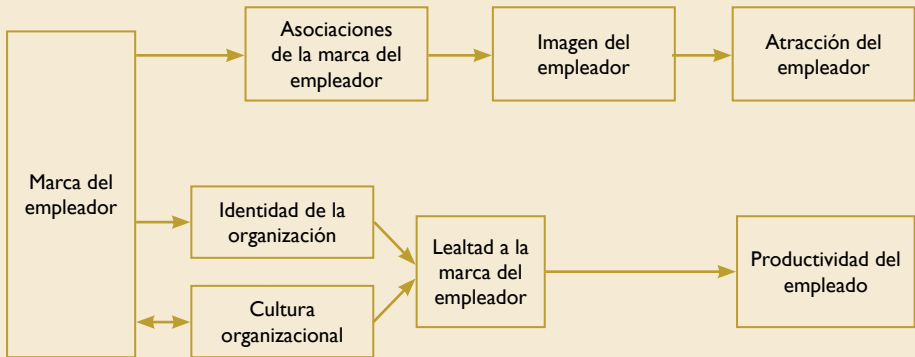 Asociaciones
de la marca del
empleador
Imagen del
empleador
Atracción del
empleador
Marca del
empleador
Identidad de la
organización
Lealtad a la
marca del
empleador
Productividad del
empleado
Cultura
organizacional